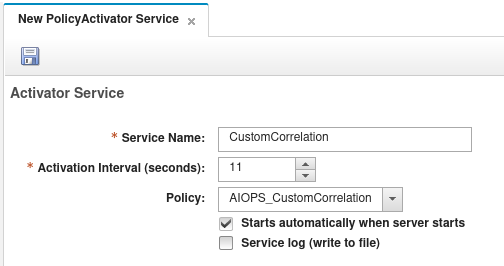 New PolicyActivator Service
Activator Service
* Service Name: CustomCorrelation
* Activation Interval (seconds): 11
Policy: AIOPS_CustomCorrelation
Starts automatically when server starts
Service log (write to file)